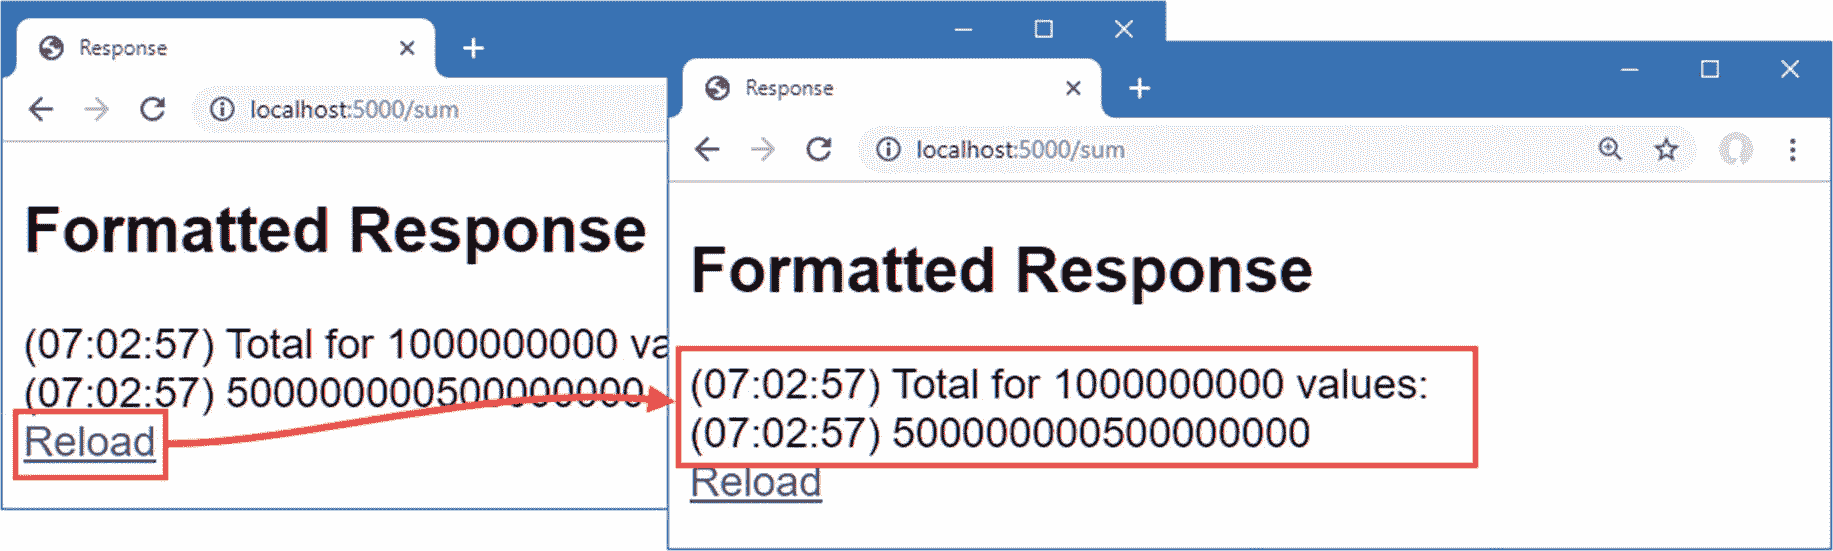 Response
localhost:5000/sum
Formatted Response
(07:02:57) Total for 1000000000 va
(07:02:57) 500000000500000000
Reload
Response
localhost:5000/sum
Formatted Response
(07:02:57) Total for 1000000000 values:
(07:02:57) 500000000500000000
Reload